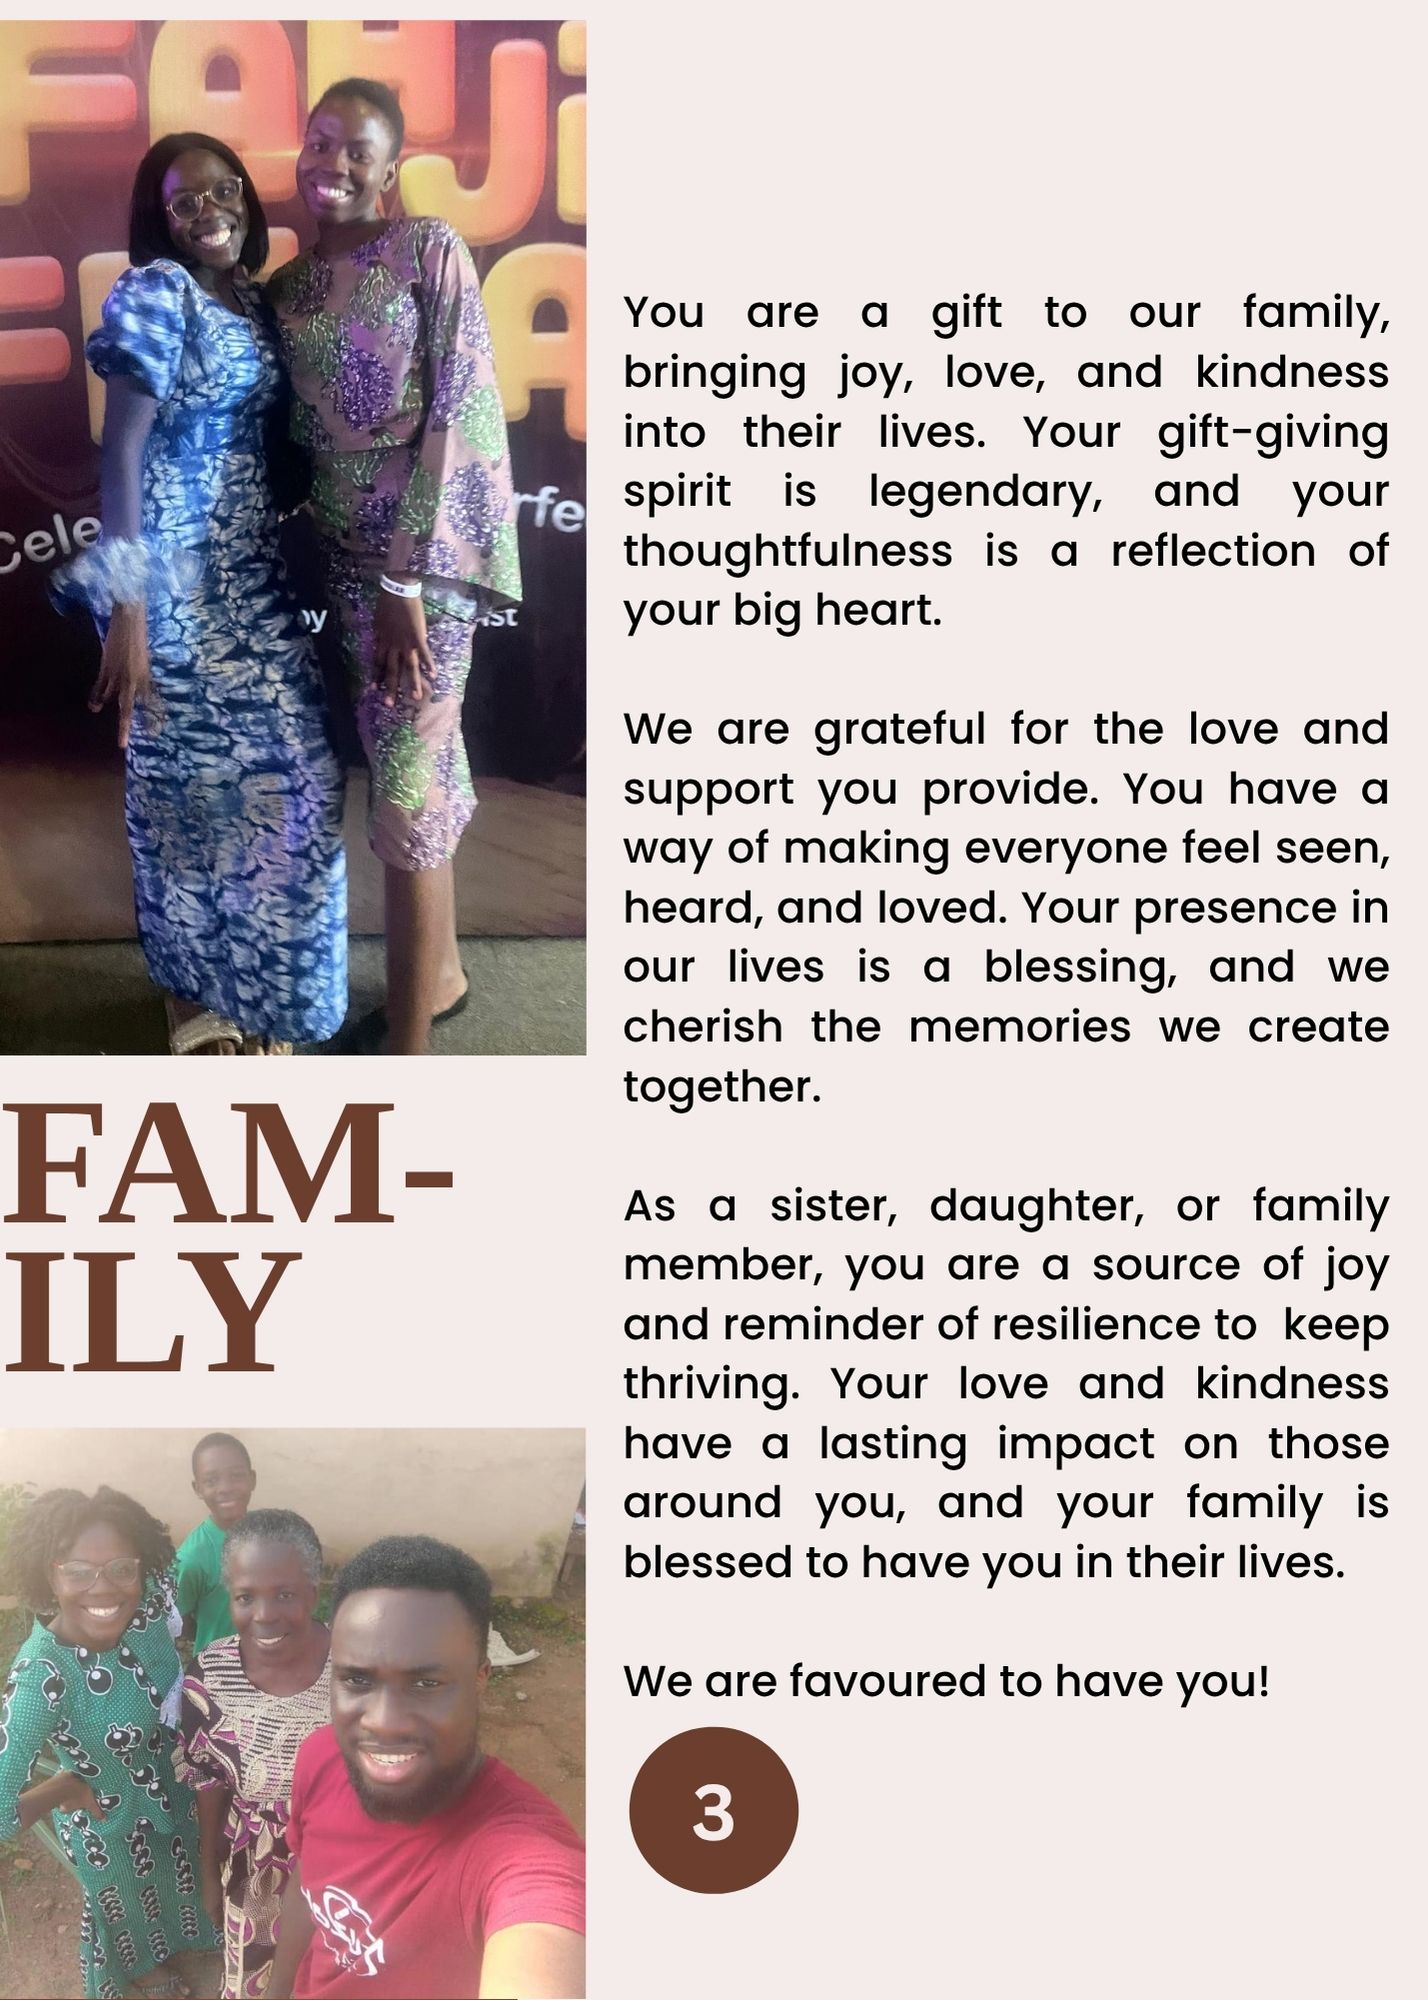 FAHJi
Cele
rfe
by
ist
FAM-
ILY
You are a gift to our family,
bringing joy, love, and kindness
into their lives. Your gift-giving
spirit is legendary, and your
thoughtfulness is a reflection of
your big heart.
We are grateful for the love and
support you provide. You have a
way of making everyone feel seen,
heard, and loved. Your presence in
our lives is a blessing, and we
cherish the memories we create
together.
As a sister, daughter, or family
member, you are a source of joy
and reminder of resilience to  keep
thriving. Your love and kindness
have a lasting impact on those
around you, and your family is
blessed to have you in their lives.
We are favoured to have you!
3